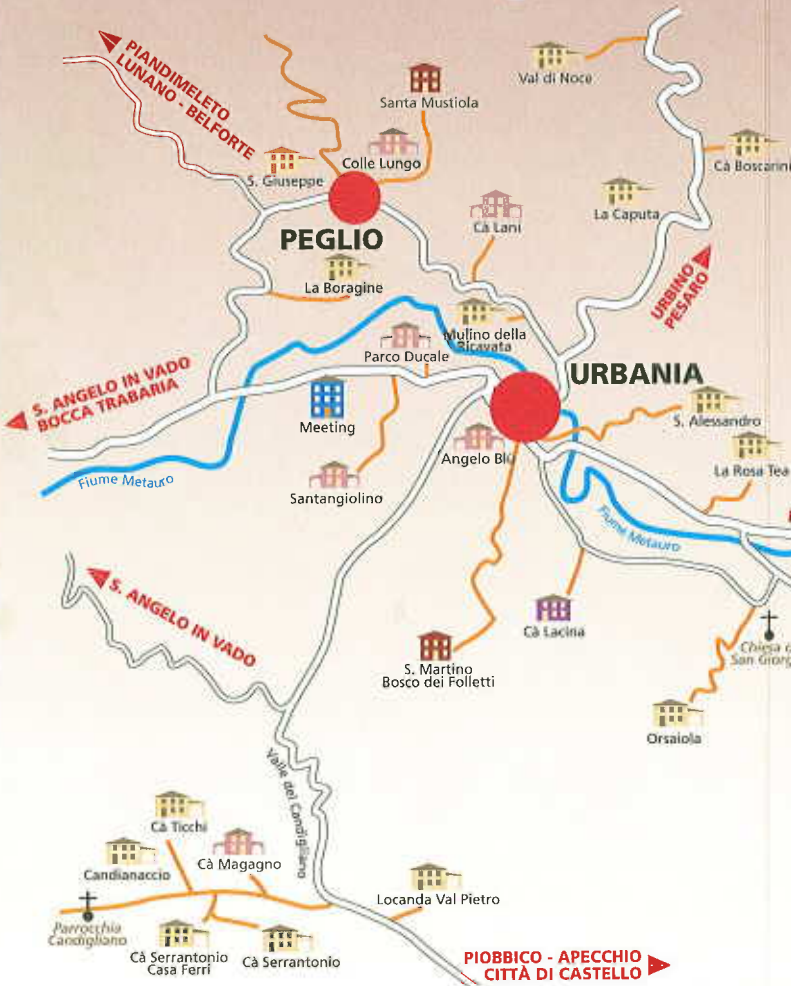 PIANDIMELETO
LUNANO - BELFORTE
Santa Mustiola
Val di Noce
Colle Lungo
S. Giuseppe
Cà Boscarini
PEGLIO
La Caputa
Cà Lani
La Boragine
URBINO
PESARO
Mulino della
Ricavata
Parco Ducale
URBANIA
S. ANGELO IN VADO
BOCCA TRABARIA
Meeting
S. Alessandro
Angelo Blù
La Rosa Tea
Fiume Metauro
Santangiolino
Fiume Metauro
S. ANGELO IN VADO
Cà Lacina
S. Martino
Bosco dei Folletti
Chiesa
San Giorg
Orsaiola
Valle del Candigliano
Cà Ticchi
Candianaccio
Cà Magagno
Locanda Val Pietro
Parrocchia
Candigliano
Cà Serrantonio
Casa Ferri
Cà Serrantonio
PIOBBICO - APECCHIO
CITTÀ DI CASTELLO